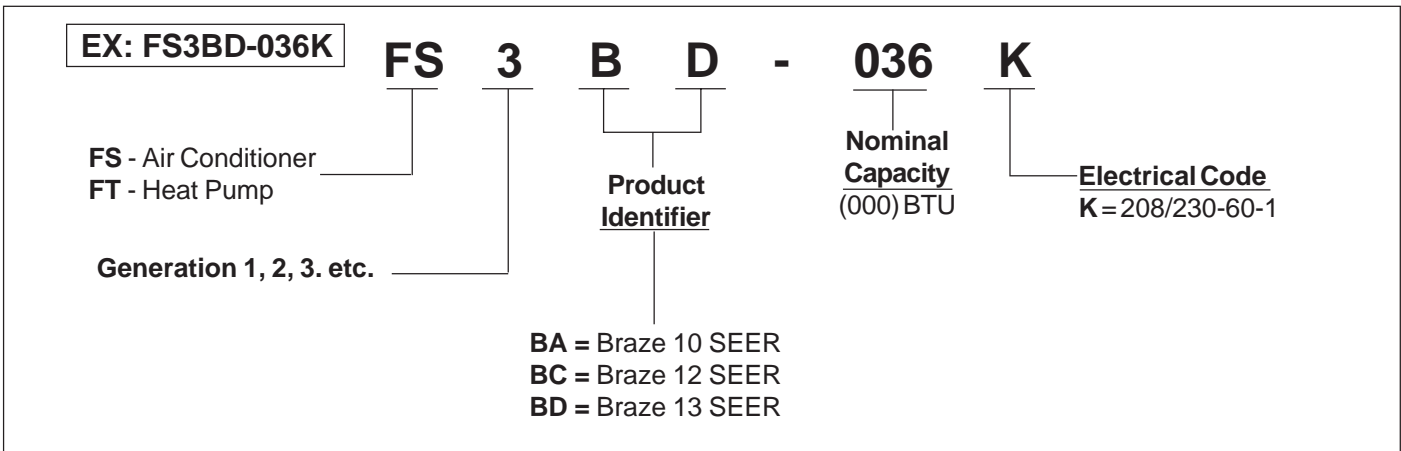 EX: FS3BD-036K
FS 3 B D - 036 K
FS - Air Conditioner
FT - Heat Pump
Generation 1, 2, 3. etc.
Product
Identifier
BA = Braze 10 SEER
BC = Braze 12 SEER
BD = Braze 13 SEER
Nominal
Capacity
(000) BTU
Electrical Code
K = 208/230-60-1